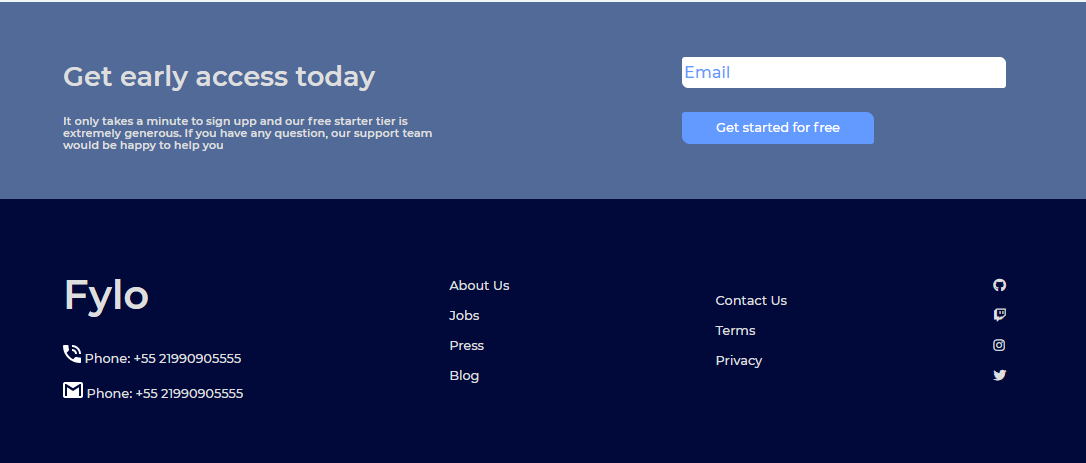 Get early access today
It only takes a minute to sign upp and our free starter tier is
extremely generous. If you have any question, our support team
would be happy to help you
Email
Get started for free
Fylo
Phone: +55 21990905555
Phone: +55 21990905555
About Us
Jobs
Press
Blog
Contact Us
Terms
Privacy